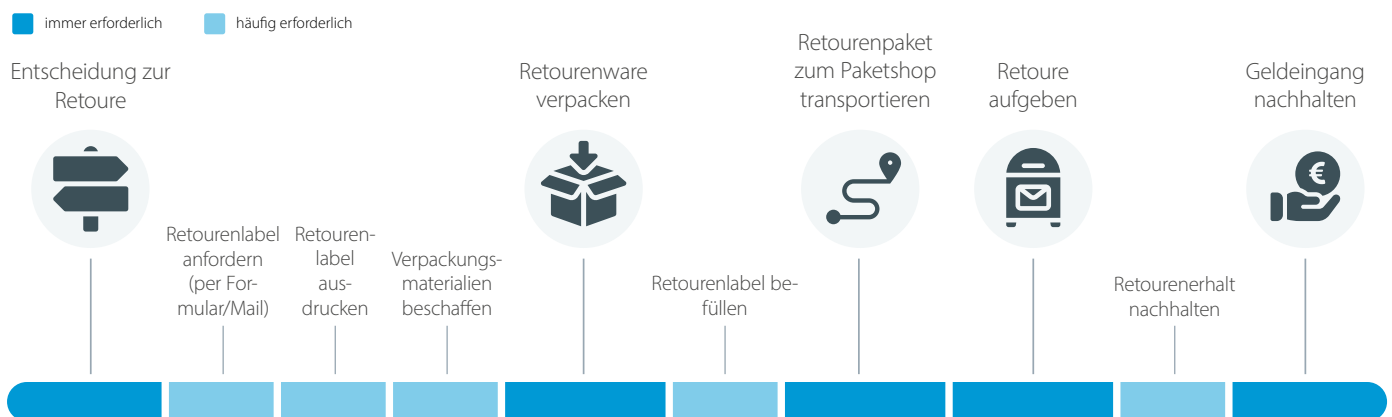 immer erforderlich
häufig erforderlich
Entscheidung zur
Retoure
Retourenlabel
anfordern
(per For-
mular/Mail)
Retouren-
label
aus-
drucken
Verpackungs-
materialien
beschaffen
Retourenware
verpacken
Retourenlabel be-
füllen
Retourenpaket
zum Paketshop
transportieren
Retoure
aufgeben
Retourenerhalt
nachhalten
Geldeingang
nachhalten
€